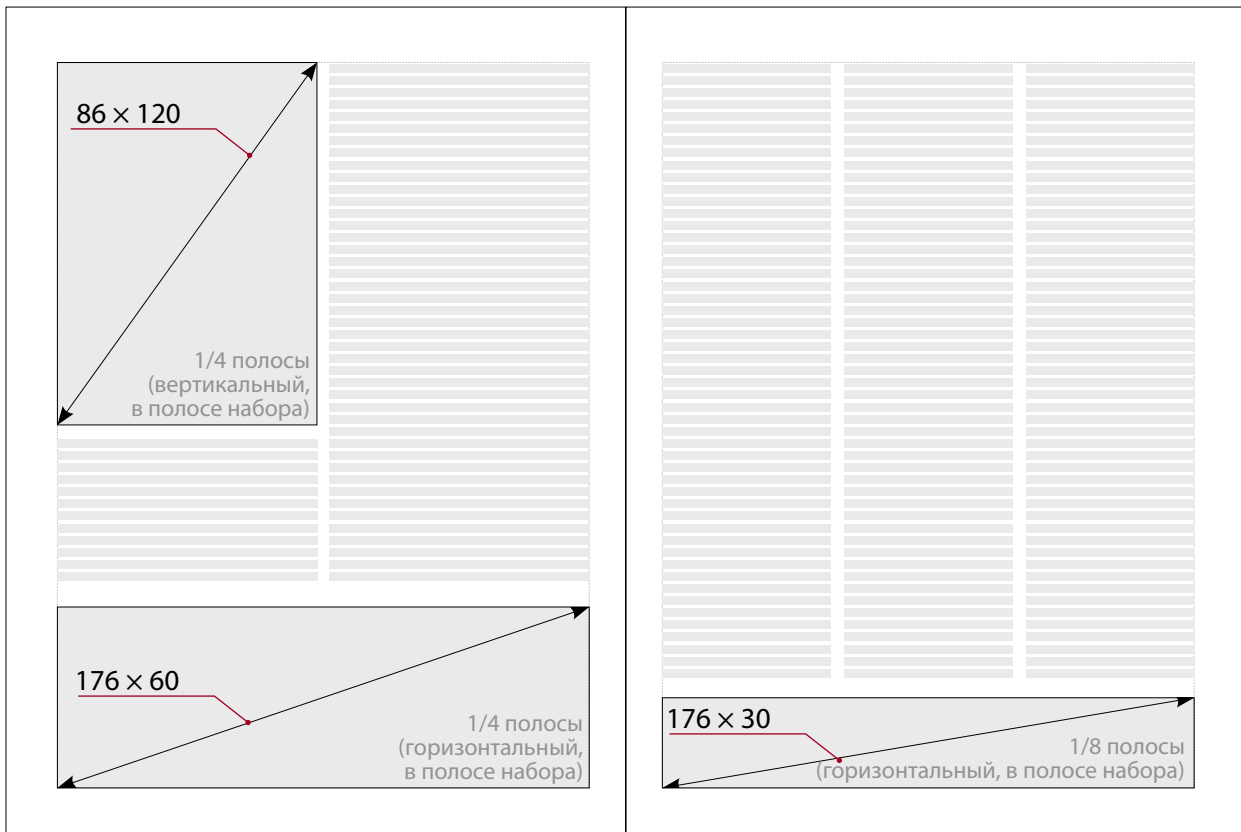 86 × 120
1/4 полосы
(вертикальный,
в полосе набора)
176 × 60
1/4 полосы
(горизонтальный,
в полосе набора)
176 × 30
1/8 полосы
(горизонтальный, в полосе набора)